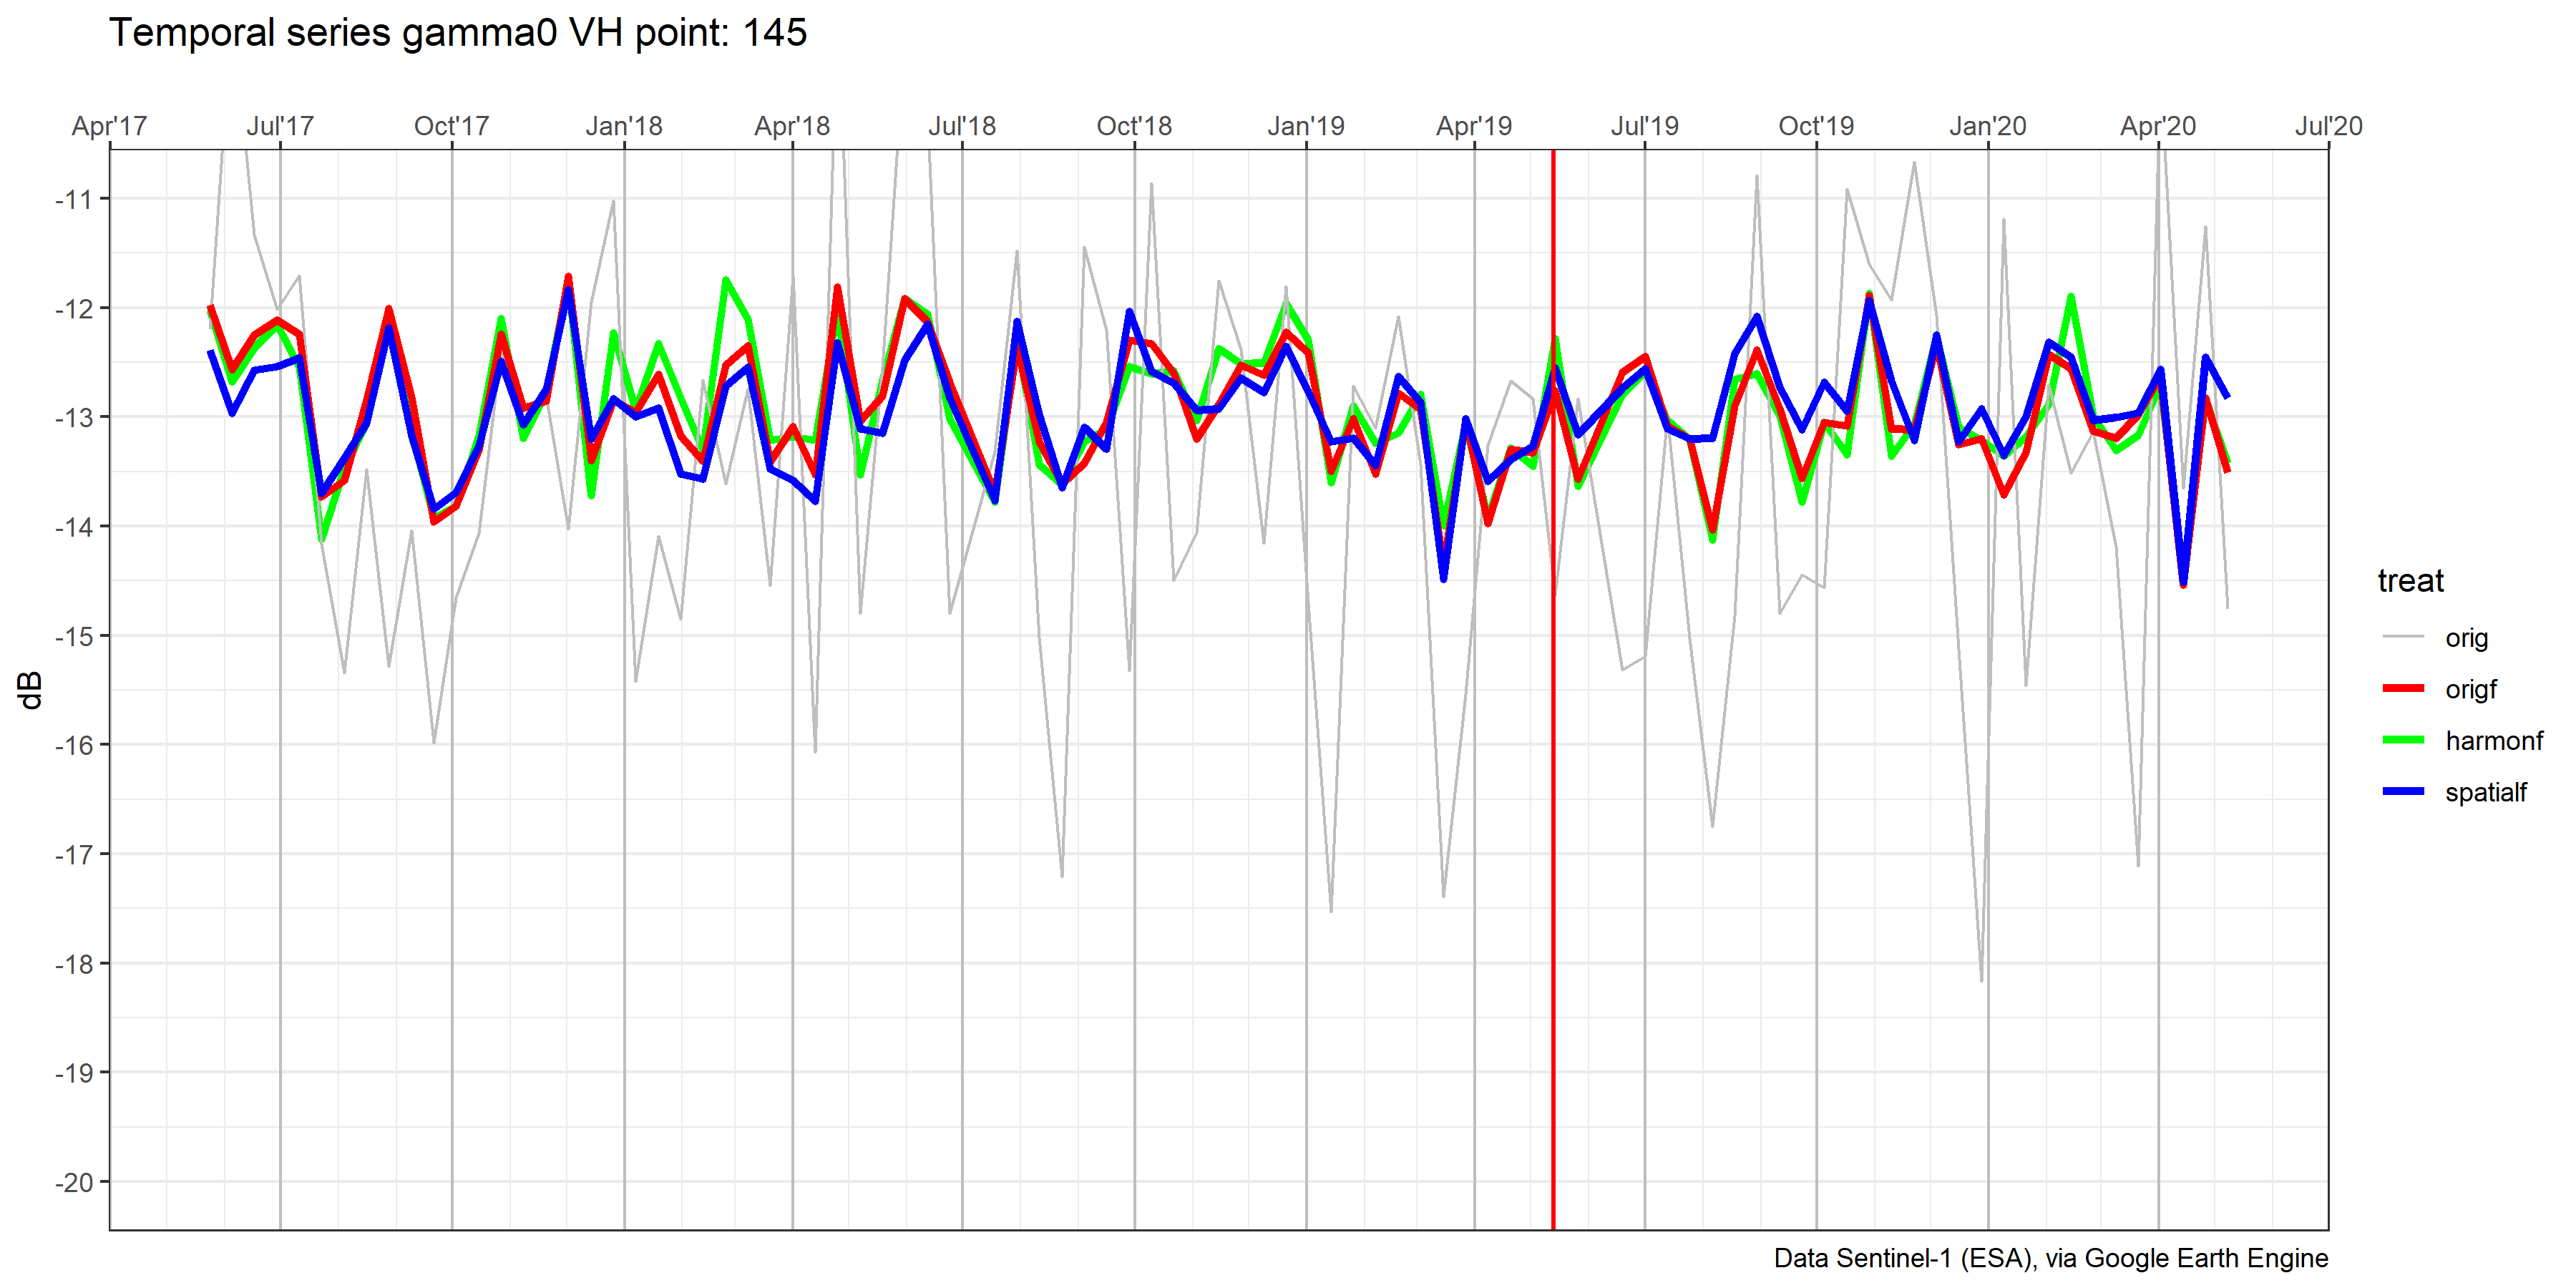 Temporal series gamma0 VH point: 145
Apr'17 Jul'17 Oct'17 Jan'18 Apr'18 Jul'18 Oct'18 Jan'19 Apr'19 Jul'19 Oct'19 Jan'20 Apr'20 Jul'20
-11
-12
-13
-14
-15
-16
-17
-18
-19
-20
dB
treat
orig
origf
harmonf
spatialf
Data Sentinel-1 (ESA), via Google Earth Engine